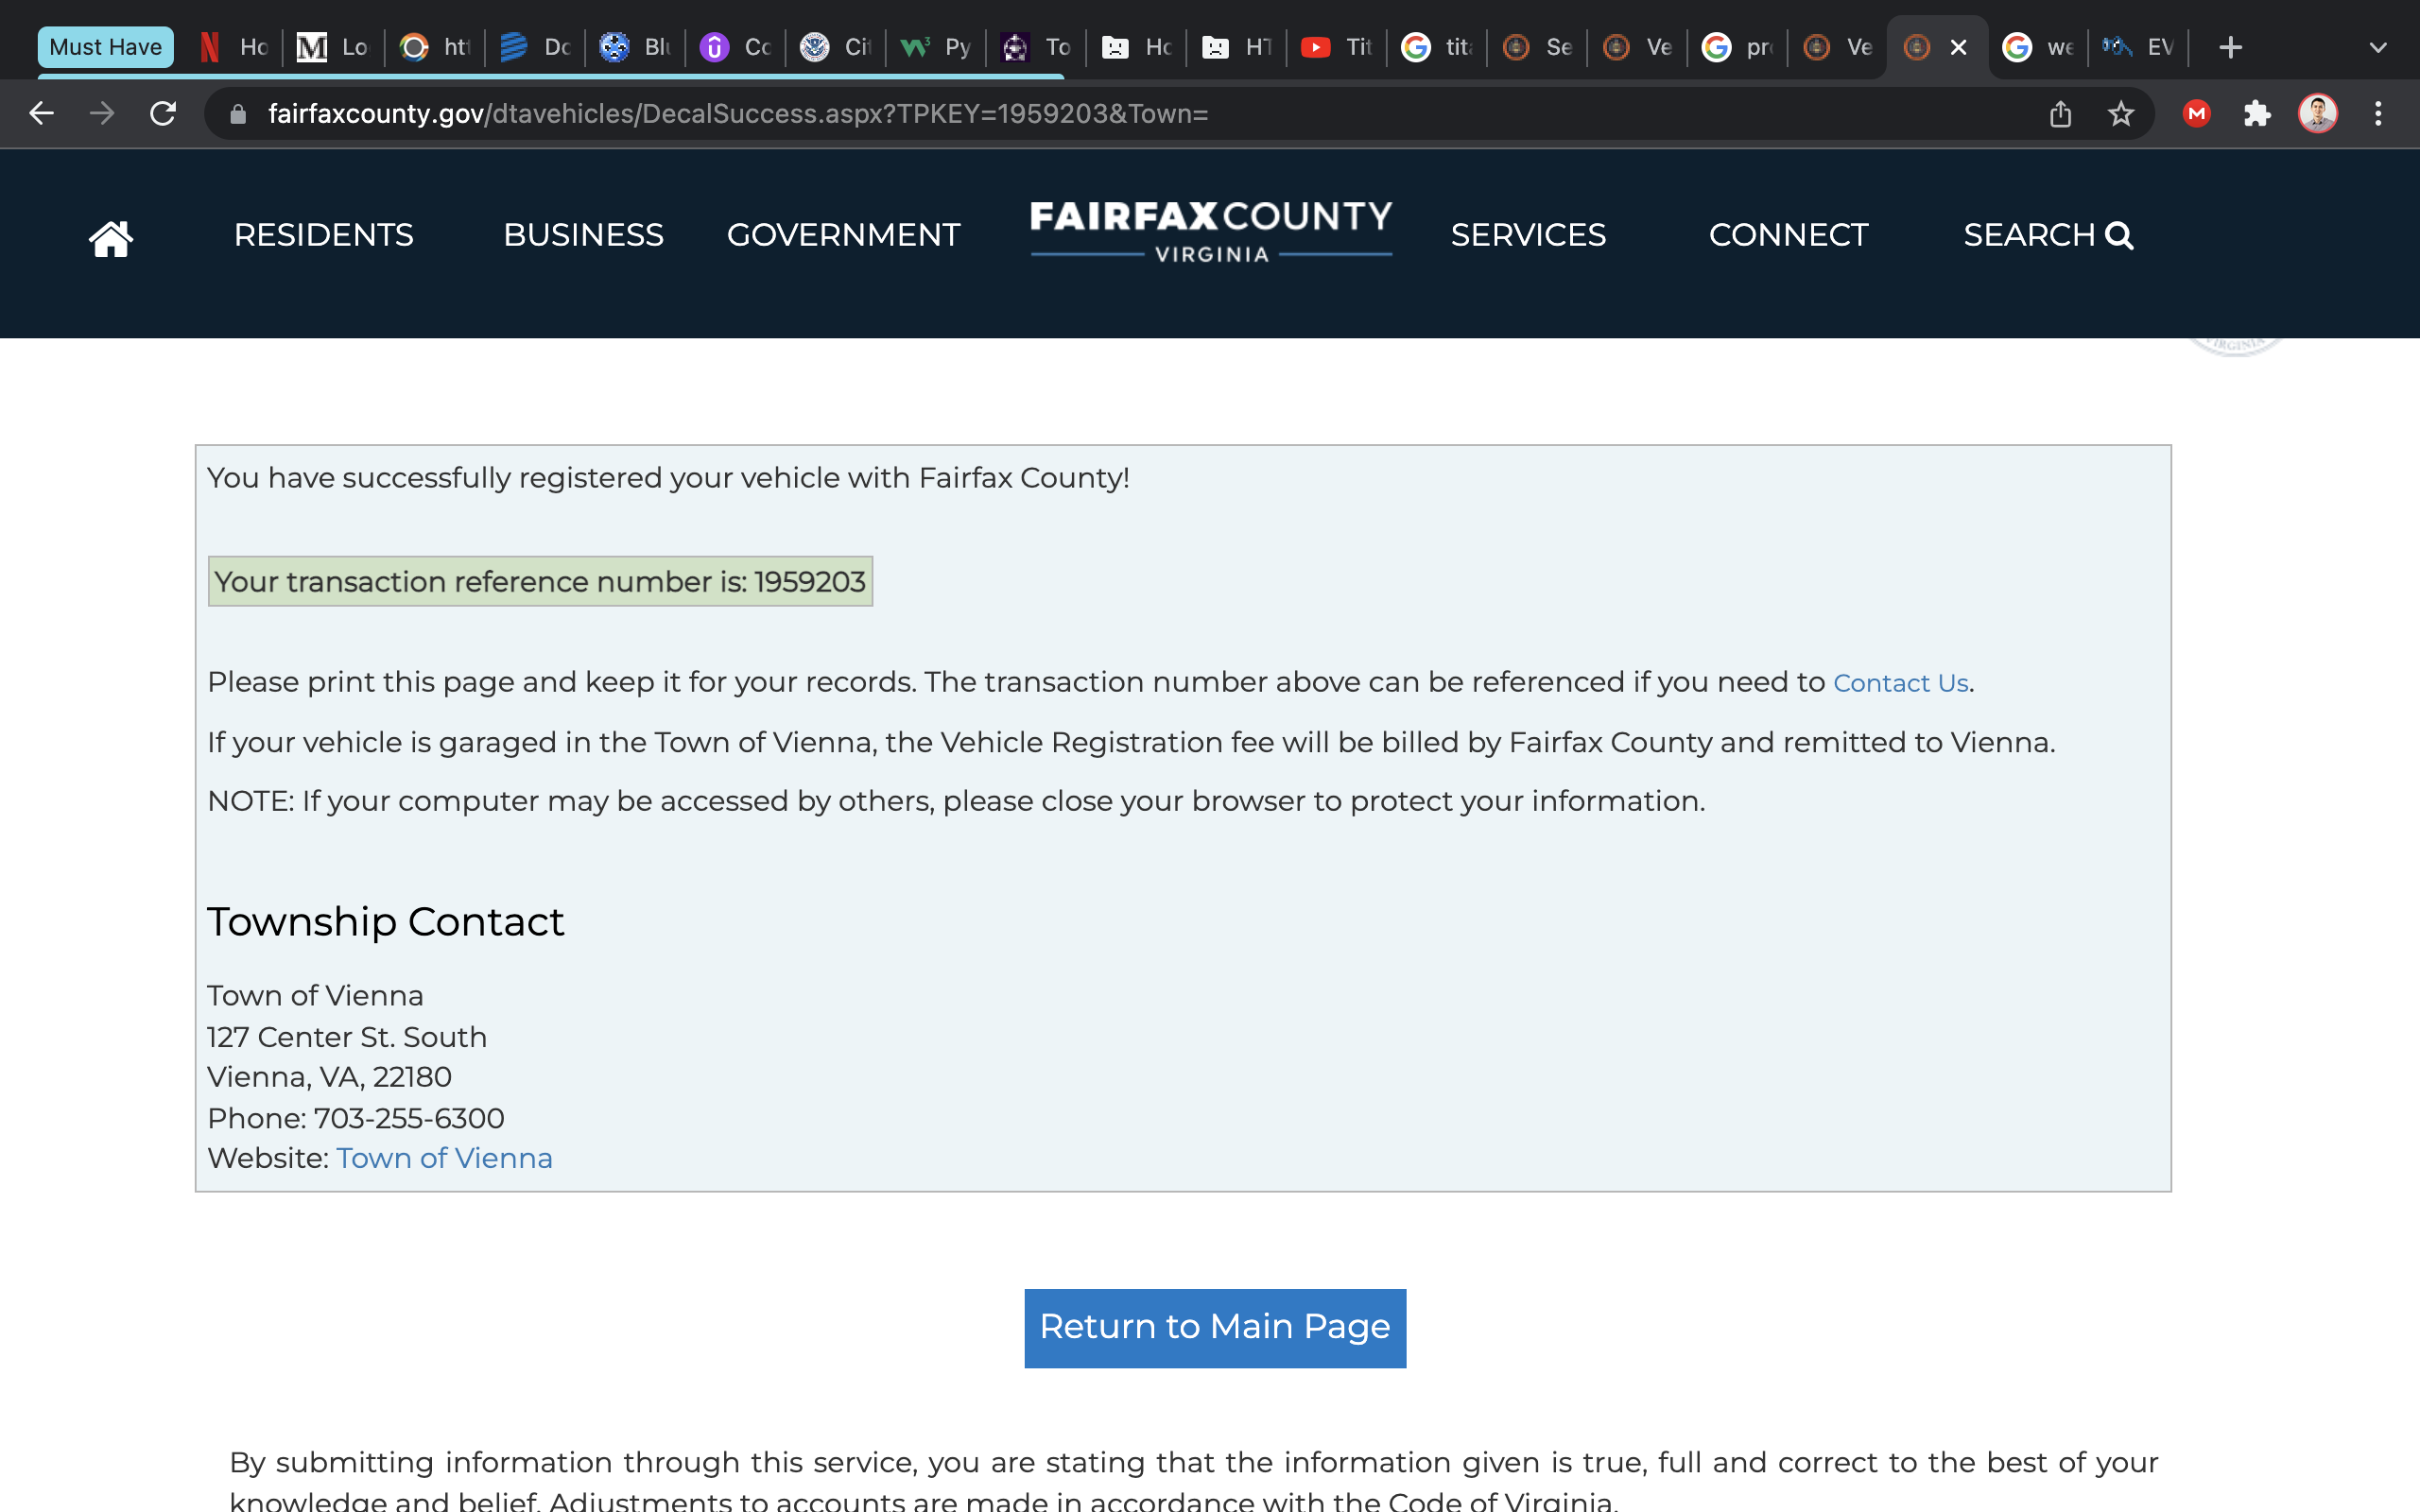 Must Have
Ho
M
Lo
htt
Do
Blu
Co
Cit
w3
Py
To
Ho
HT
Tit
tit
Se
Ve
pro
Ve
we
EV
fairfaxcounty.gov/dtavehicles/DecalSuccess.aspx?TPKEY=1959203&Town=
M
RESIDENTS
BUSINESS
GOVERNMENT
FAIRFAX COUNTY
VIRGINIA
SERVICES
CONNECT
SEARCH
VIRGINIA
You have successfully registered your vehicle with Fairfax County!
Your transaction reference number is: 1959203
Please print this page and keep it for your records. The transaction number above can be referenced if you need to Contact Us.
If your vehicle is garaged in the Town of Vienna, the Vehicle Registration fee will be billed by Fairfax County and remitted to Vienna.
NOTE: If your computer may be accessed by others, please close your browser to protect your information.
Township Contact
Town of Vienna
127 Center St. South
Vienna, VA, 22180
Phone: 703-255-6300
Website: Town of Vienna
Return to Main Page
By submitting information through this service, you are stating that the information given is true, full and correct to the best of your
knowledge and belief. Adjustments to accounts are made in accordance with the Code of Virginia.